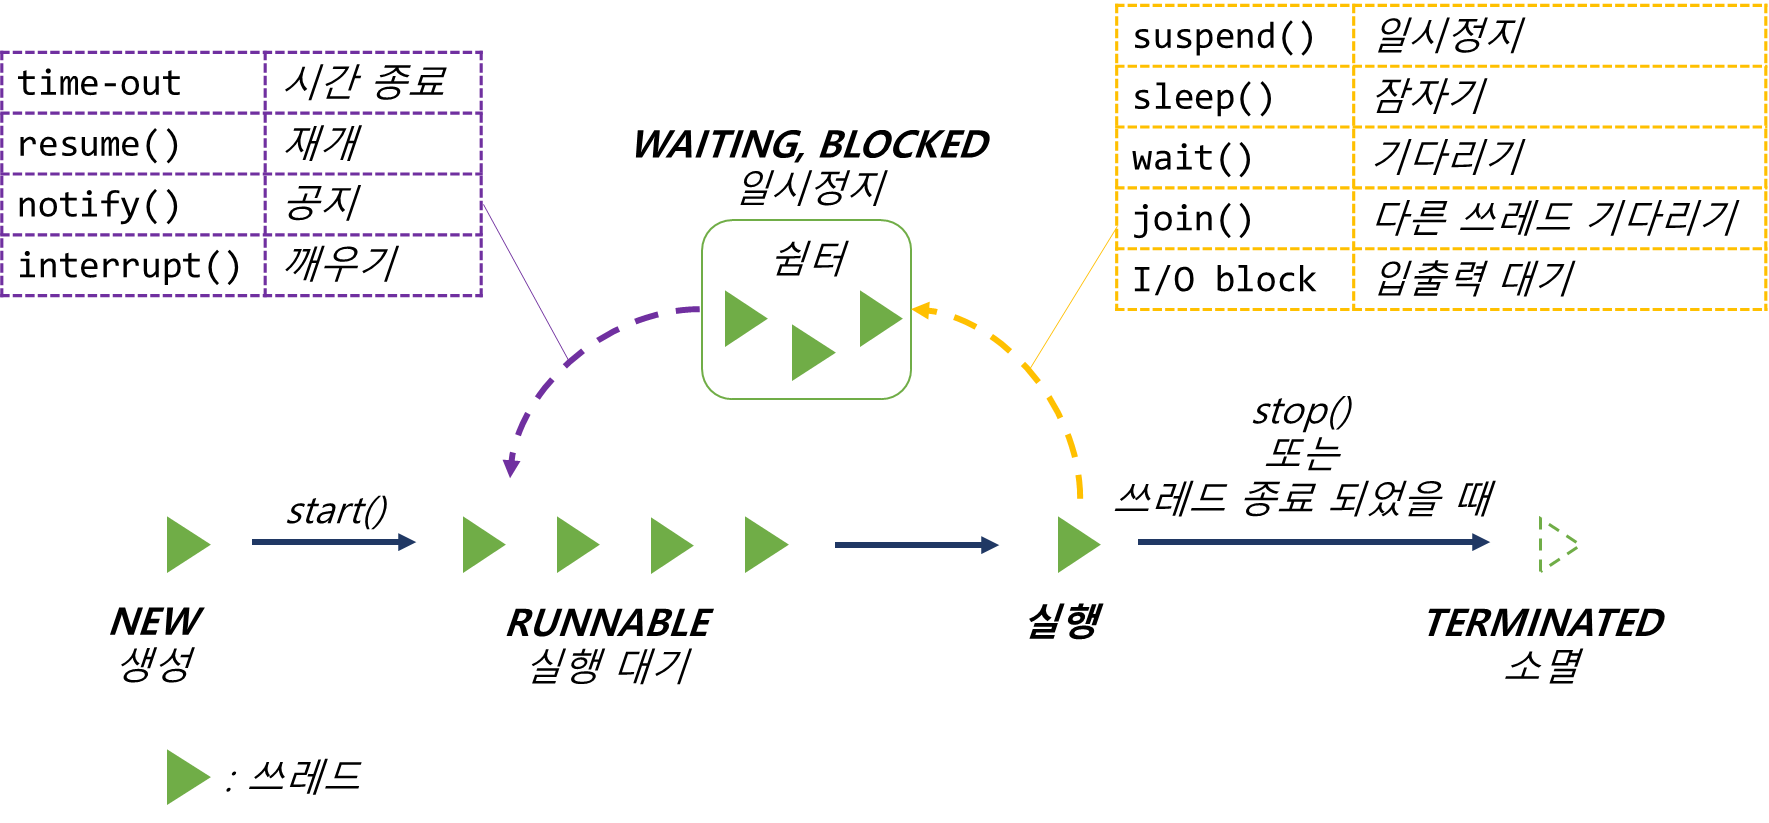 time-out 시간 종료
resume() 재개
notify() 공지
interrupt() 깨우기
suspend() 일시정지
sleep() 잠자기
wait() 기다리기
join() 다른 쓰레드 기다리기
I/O block 입출력 대기
WAITING, BLOCKED
일시정지
쉼터
start()
stop()
또는
쓰레드 종료 되었을 때
NEW
생성
RUNNABLE
실행 대기
실행
TERMINATED
소멸
: 쓰레드